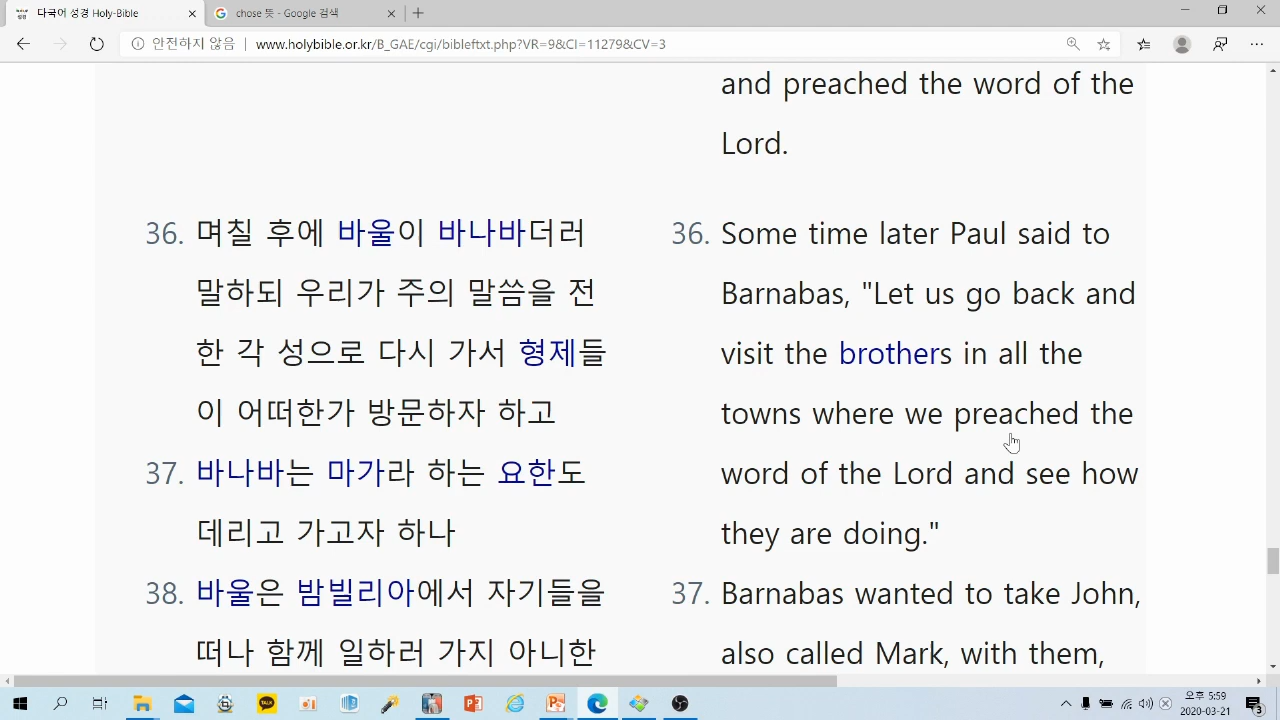 다국어 성경 Holy-Bible
chose 뜻 - Google 검색
안전하지 않음
www.holybible.or.kr/B_GAE/cgi/bibleftxt.php?VR=9&CI=11279&CV=3
and preached the word of the
Lord.
36. 며칠 후에 바울이 바나바더러
말하되 우리가 주의 말씀을 전
한 각 성으로 다시 가서 형제들
이 어떠한가 방문하자 하고
37. 바나바는 마가라 하는 요한도
데리고 가고자 하나
38. 바울은 밤빌리아에서 자기들을
떠나 함께 일하러 가지 아니한
36. Some time later Paul said to
Barnabas, "Let us go back and
visit the brothers in all the
towns where we preached the
word of the Lord and see how
they are doing."
37. Barnabas wanted to take John,
also called Mark, with them,
TALK
오후 5:59
2020-03-21
3